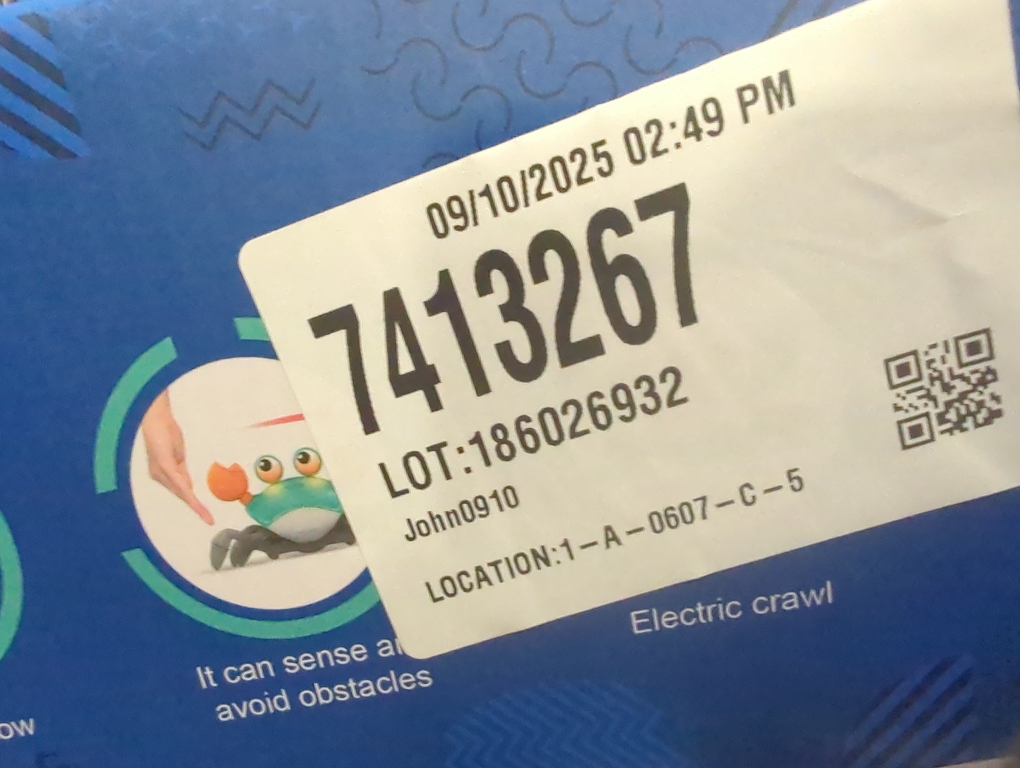 09/10/2025 02:49 PM
7413267
LOT:186026932
John0910
LOCATION:1-A-0607-C-5
Electric crawl
It can sense
avoid obstacles